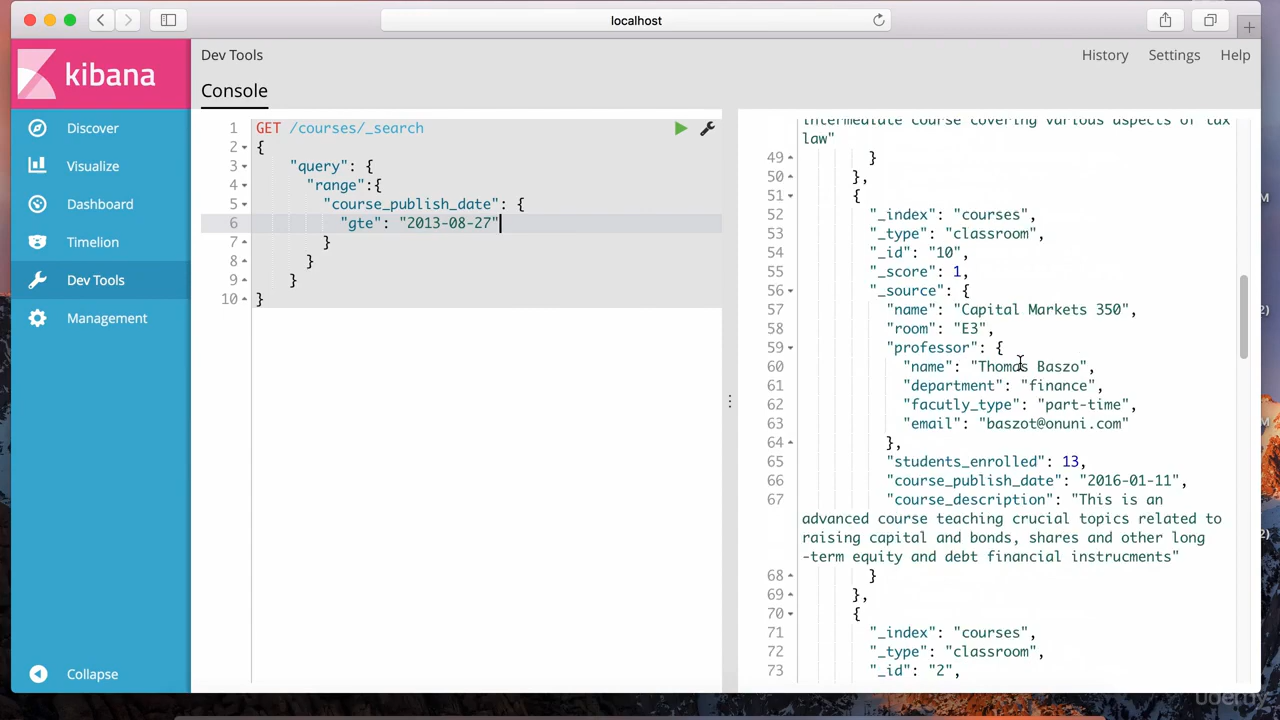 localhost
kibana
Discover
Visualize
Dashboard
Timelion
Dev Tools
Management
Collapse
Dev Tools
History Settings Help
Console
1 GET /courses/_search
2 {
3 "query": {
4 "range":{
5 "course_publish_date": {
6 "gte": "2013-08-27"
7 }
8 }
9 }
10 }
intermediate course covering various aspects of tax
law"
49 }
50 },
51 {
52 "_index": "courses",
53 "_type": "classroom",
54 "_id": "10",
55 "_score": 1,
56 "_source": {
57 "name": "Capital Markets 350",
58 "room": "E3",
59 "professor": {
60 "name": "Thomas Baszo",
61 "department": "finance",
62 "facutly_type": "part-time",
63 "email": "baszot@onuni.com"
64 },
65 "students_enrolled": 13,
66 "course_publish_date": "2016-01-11",
67 "course_description": "This is an
advanced course teaching crucial topics related to
raising capital and bonds, shares and other long
-term equity and debt financial instrucments"
68 }
69 },
70 {
71 "_index": "courses",
72 "_type": "classroom",
73 "_id": "2",